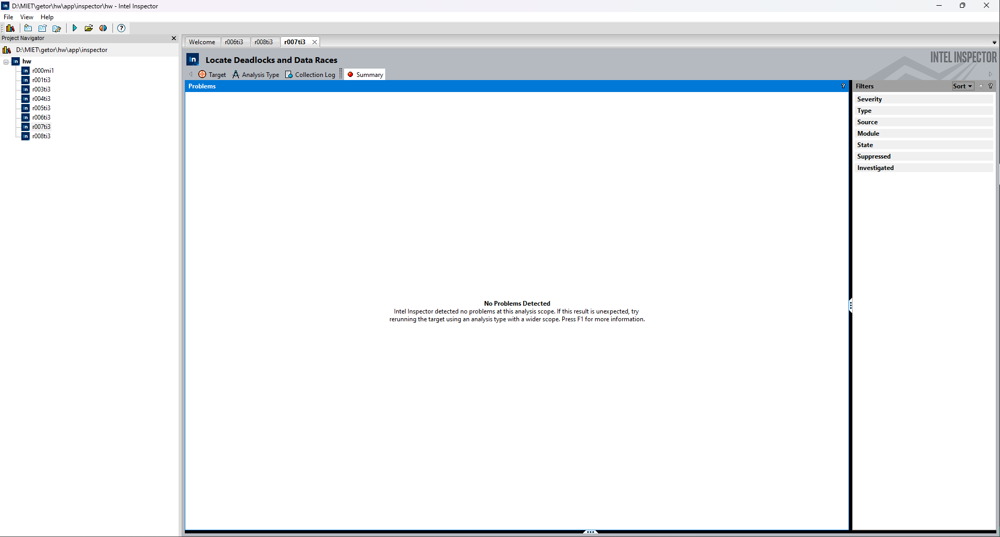 D:\MIET\getor\hw\app\inspector\hw - Intel Inspector
File View Help
Project Navigator
D:\MIET\getor\hw\app\inspector
hw
r000mi1
r001ti3
r003ti3
r004ti3
r005ti3
r006ti3
r007ti3
r008ti3
Welcome r006ti3 r008ti3 r007ti3
Locate Deadlocks and Data Races
INTEL INSPECTOR
Target Analysis Type Collection Log Summary
Problems ?
No Problems Detected
Intel Inspector detected no problems at this analysis scope. If this result is unexpected, try
rerunning the target using an analysis type with a wider scope. Press F1 for more information.
Filters Sort ?
Severity
Type
Source
Module
State
Suppressed
Investigated